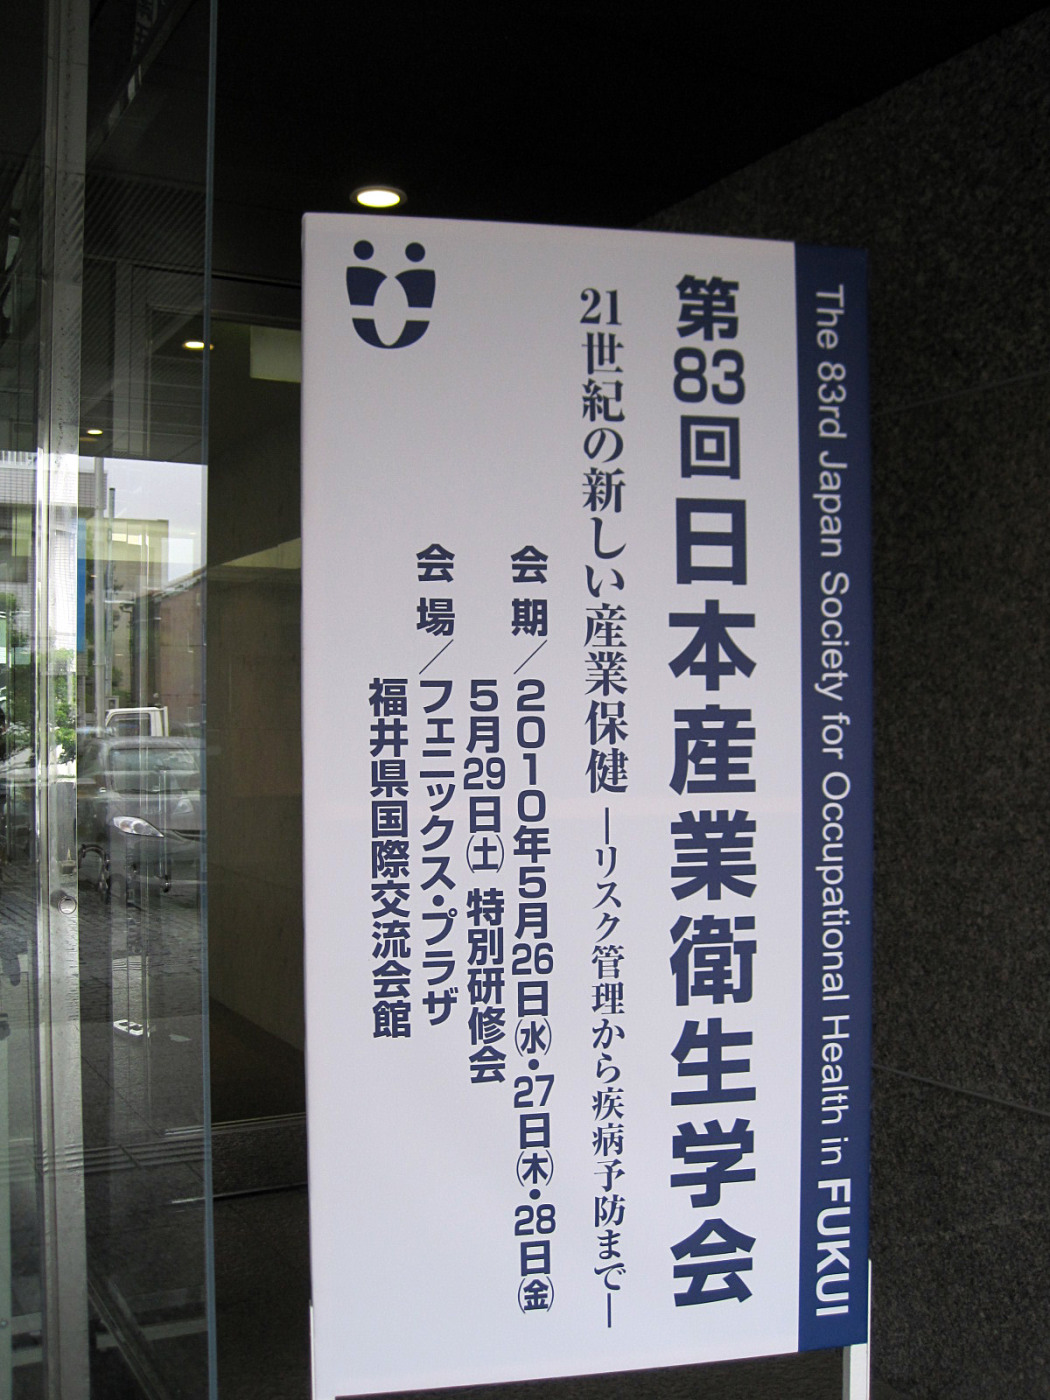 The 83rd Japan Society for Occupational Health in FUKUI
第83回日本産業衛生学会
21世紀の新しい産業保健 ―リスク管理から疾病予防まで―
会期／2010年5月26日(水)・27日(木)・28日(金)
5月29日(土) 特別研修会
会場／フェニックス・プラザ
福井県国際交流会館